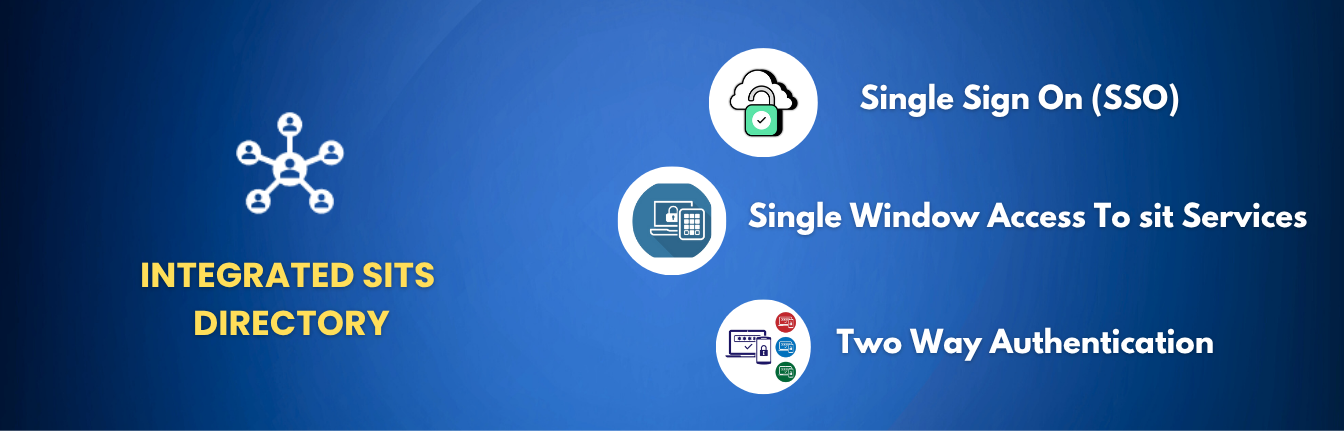 INTEGRATED SITS
DIRECTORY
Single Sign On (SSO)
Single Window Access To sit Services
Two Way Authentication